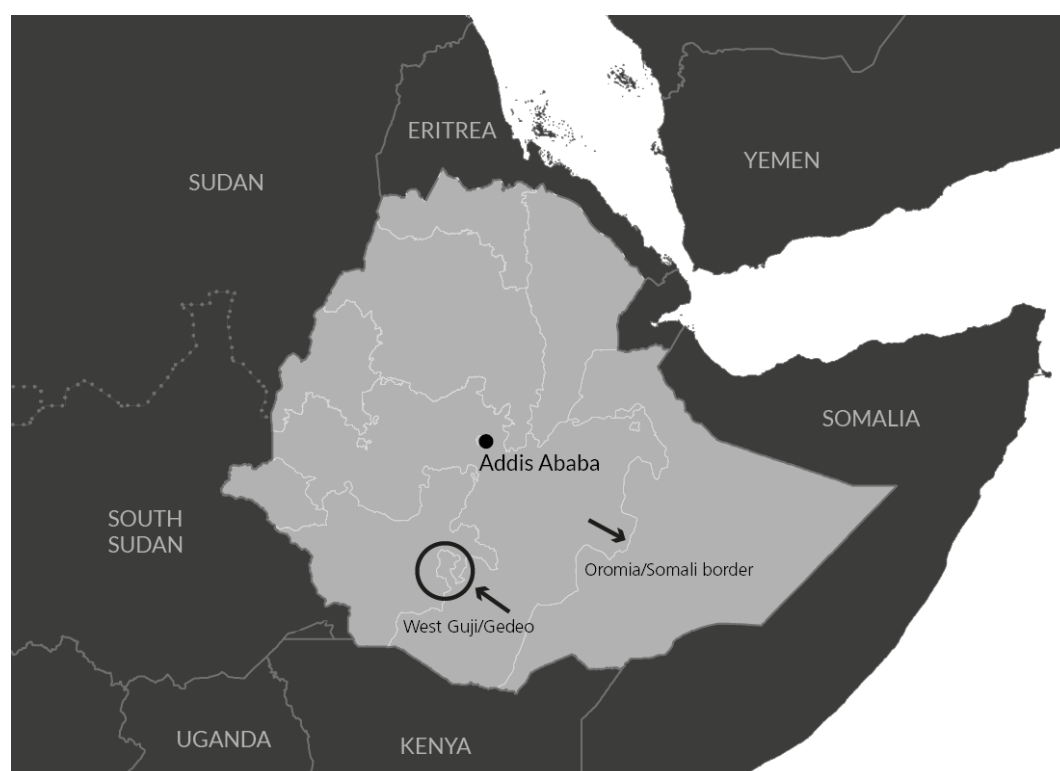 ERITREA
YEMEN
SUDAN
SOMALIA
Addis Ababa
SOUTH
SUDAN
Oromia/Somali border
West Guji/Gedeo
UGANDA
KENYA